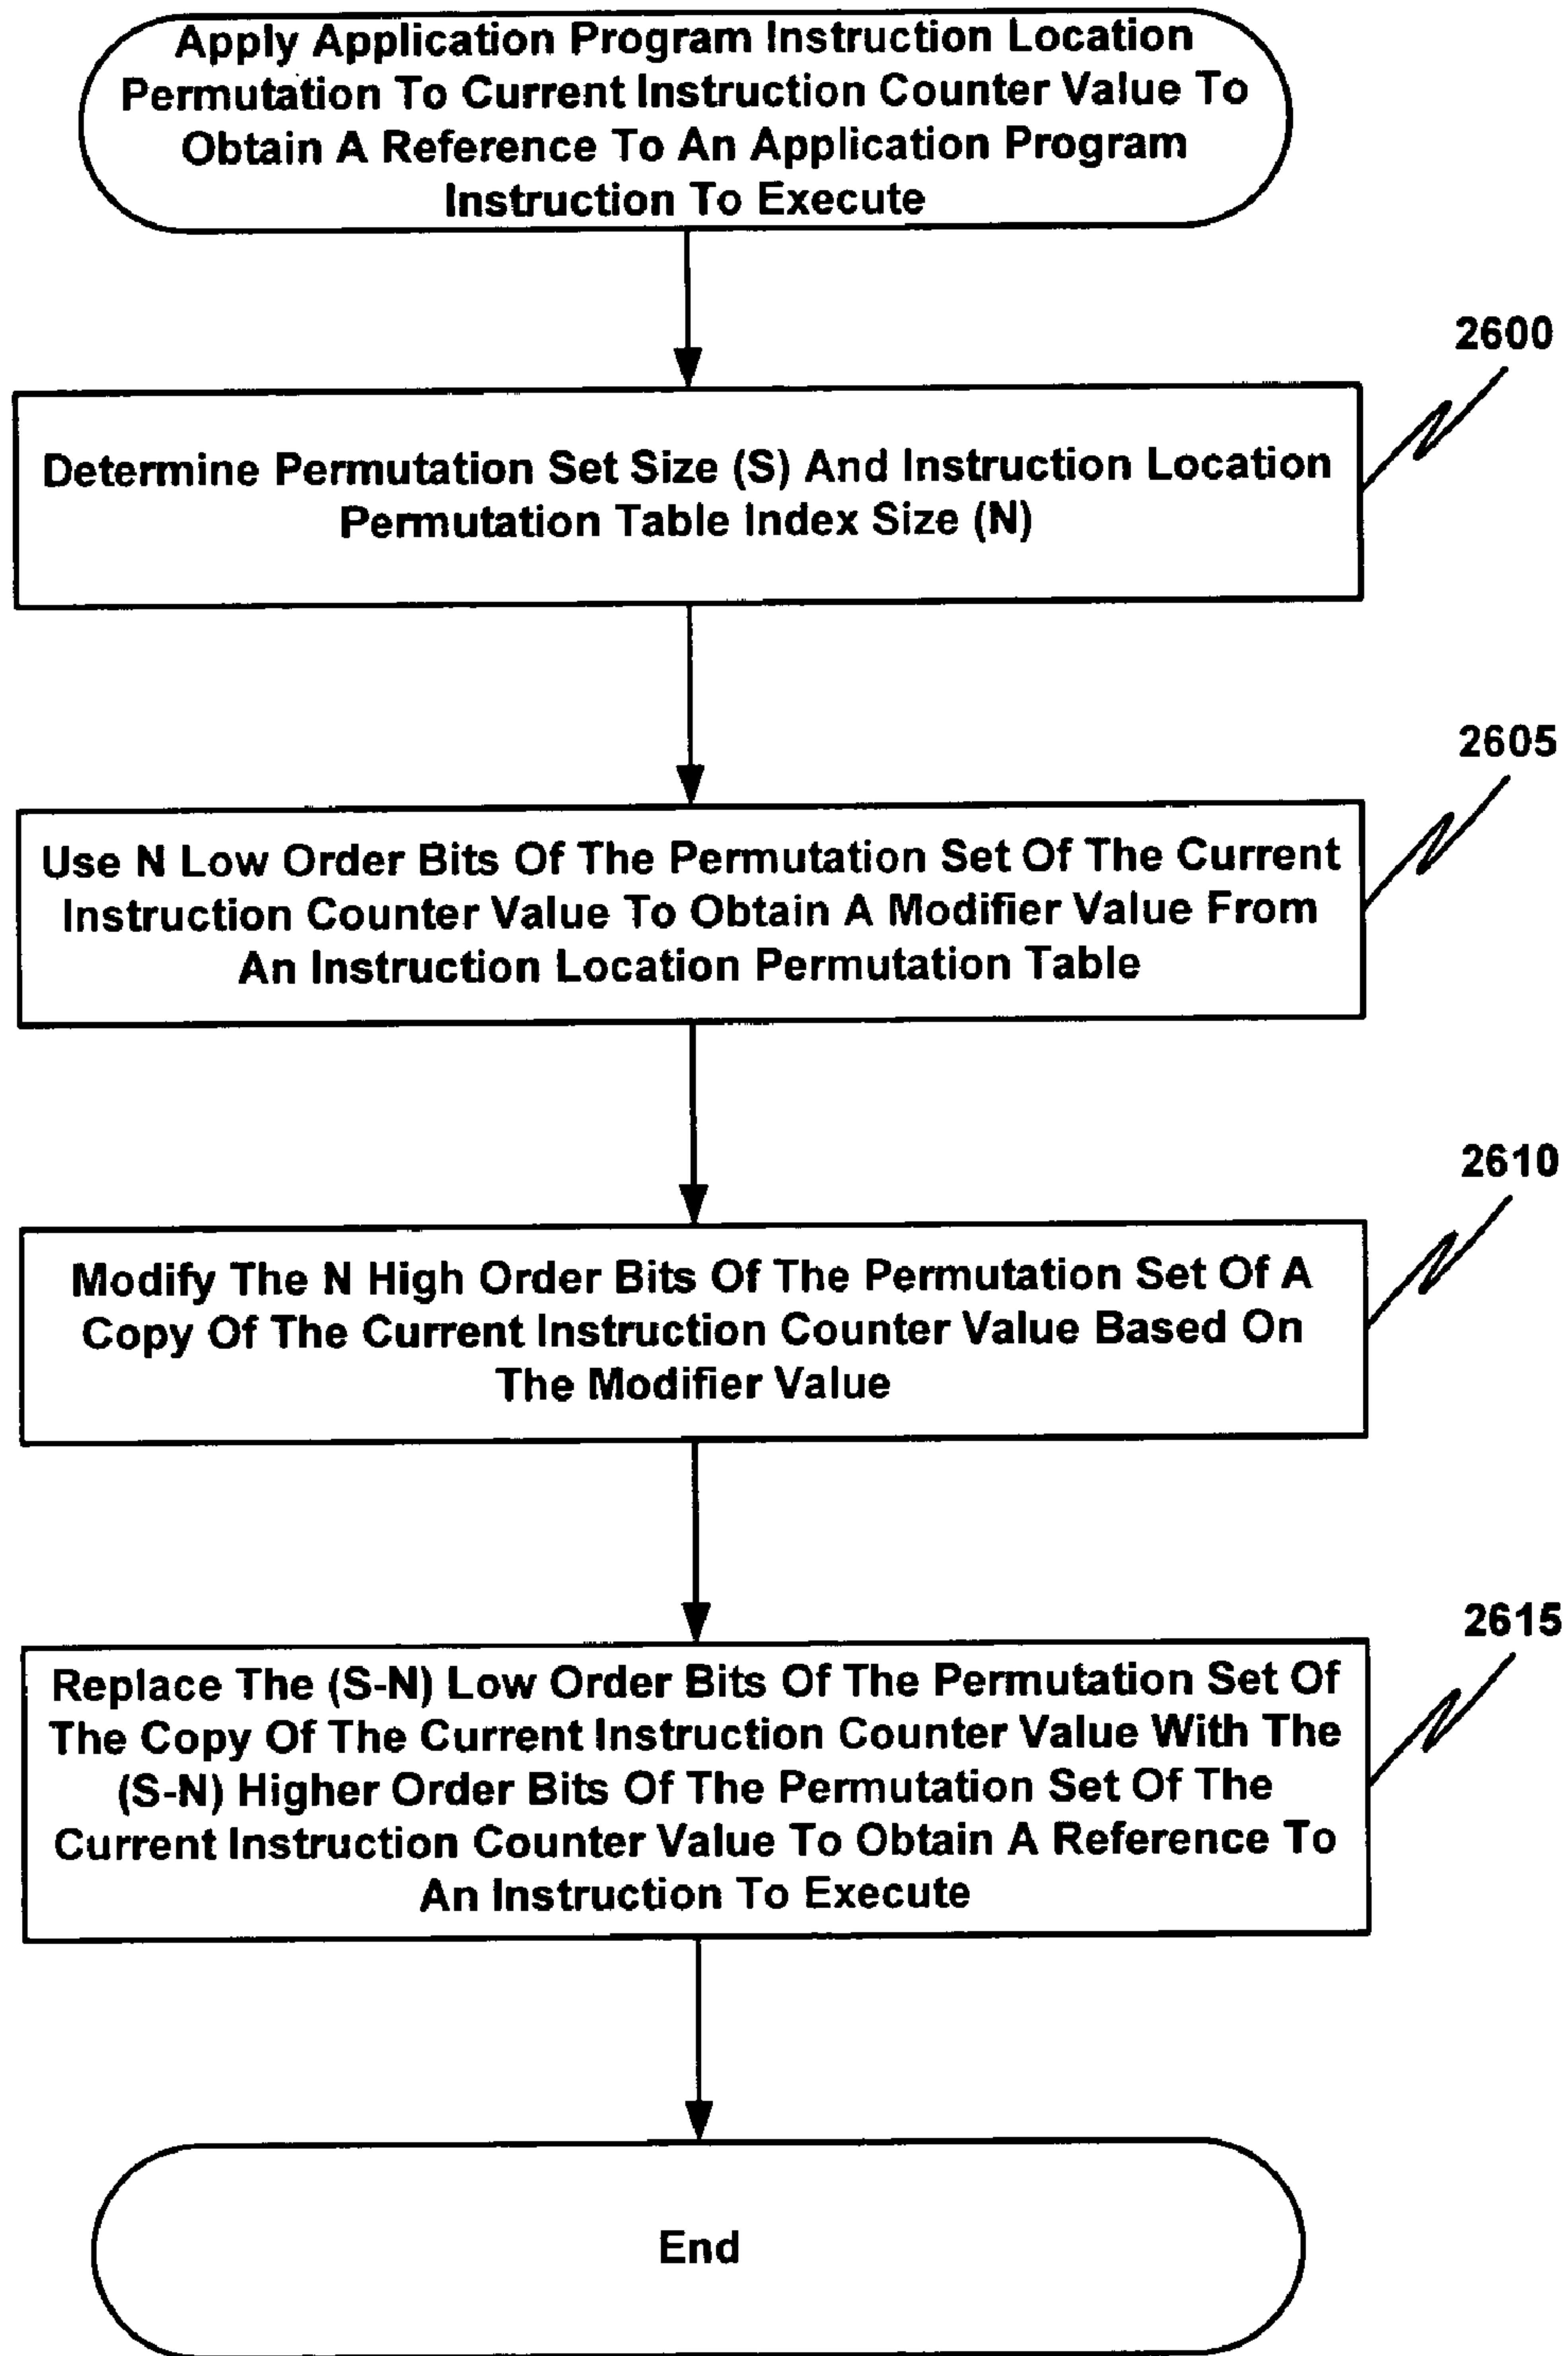 Apply Application Program Instruction Location
Permutation To Current Instruction Counter Value To
Obtain A Reference To An Application Program
Instruction To Execute
2600
Determine Permutation Set Size (S) And Instruction Location
Permutation Table Index Size (N)
2605
Use N Low Order Bits Of The Permutation Set Of The Current
Instruction Counter Value To Obtain A Modifier Value From
An Instruction Location Permutation Table
2610
Modify The N High Order Bits Of The Permutation Set Of A
Copy Of The Current Instruction Counter Value Based On
The Modifier Value
2615
Replace The (S-N) Low Order Bits Of The Permutation Set Of
The Copy Of The Current Instruction Counter Value With The
(S-N) Higher Order Bits Of The Permutation Set Of The
Current Instruction Counter Value To Obtain A Reference To
An Instruction To Execute
End